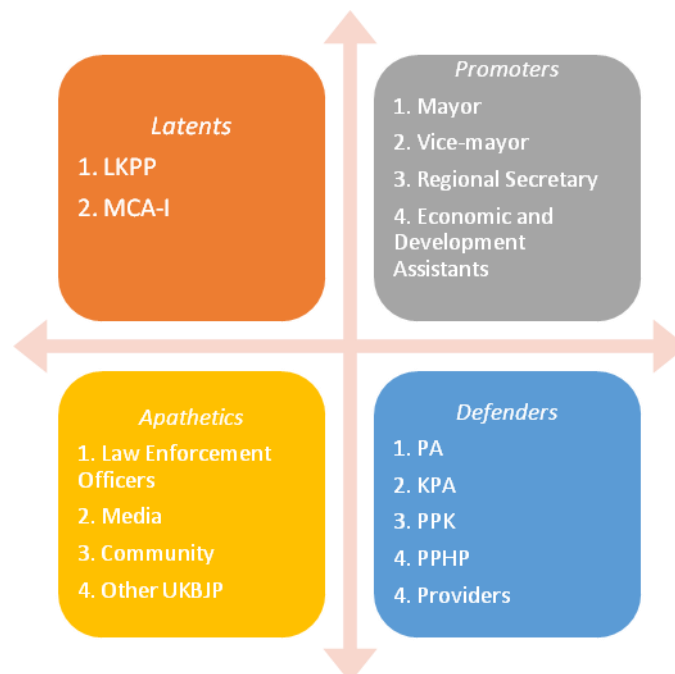 Latents
1. LKPP
2. MCA-I
Promoters
1. Mayor
2. Vice-mayor
3. Regional Secretary
4. Economic and
Development
Assistants
Apathetics
1. Law Enforcement
Officers
2. Media
3. Community
4. Other UKBJP
Defenders
1. PA
2. KPA
3. PPK
4. PPHP
4. Providers